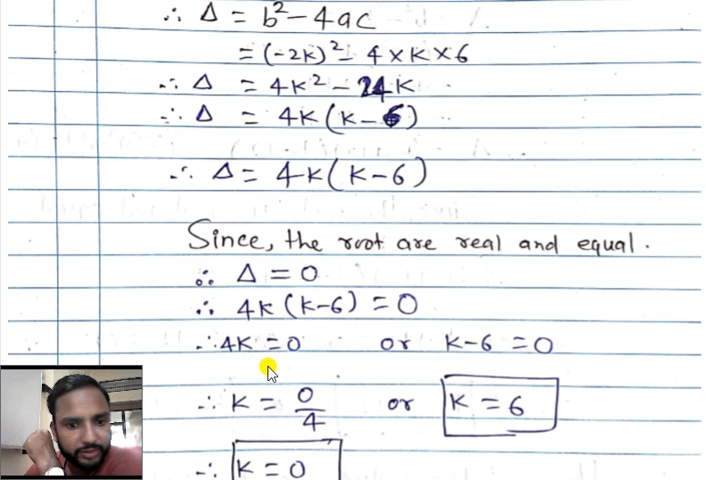 ∴ Δ = b² - 4ac
= (-2k)² - 4 × k × 6
∴ Δ = 4k² - 24k
∴ Δ = 4k(k-6)
∴ Δ = 4k(k-6)
Since, the root are real and equal.
∴ Δ = 0
∴ 4k(k-6) = 0
∴ 4k = 0 or k-6 = 0
∴ k = 0/4 or k = 6
∴ k = 0